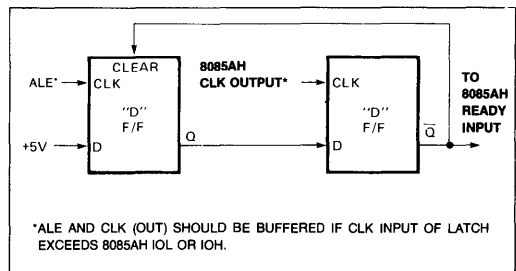 CLEAR
ALE*
CLK
"D"
F/F
+5V
D
Q
8085AH
CLK OUTPUT*
CLK
"D"
F/F
D
Q̅
TO
8085AH
READY
INPUT
*ALE AND CLK (OUT) SHOULD BE BUFFERED IF CLK INPUT OF LATCH
EXCEEDS 8085AH IOL OR IOH.